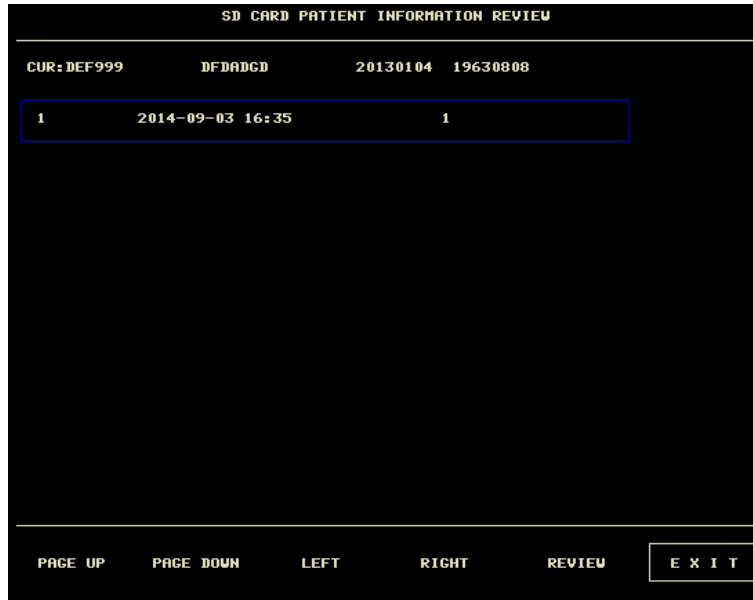 SD CARD PATIENT INFORMATION REVIEW
CUR:DEF999 DFDADGD 20130104 19630808
1 2014-09-03 16:35 1
PAGE UP PAGE DOWN LEFT RIGHT REVIEW E X I T